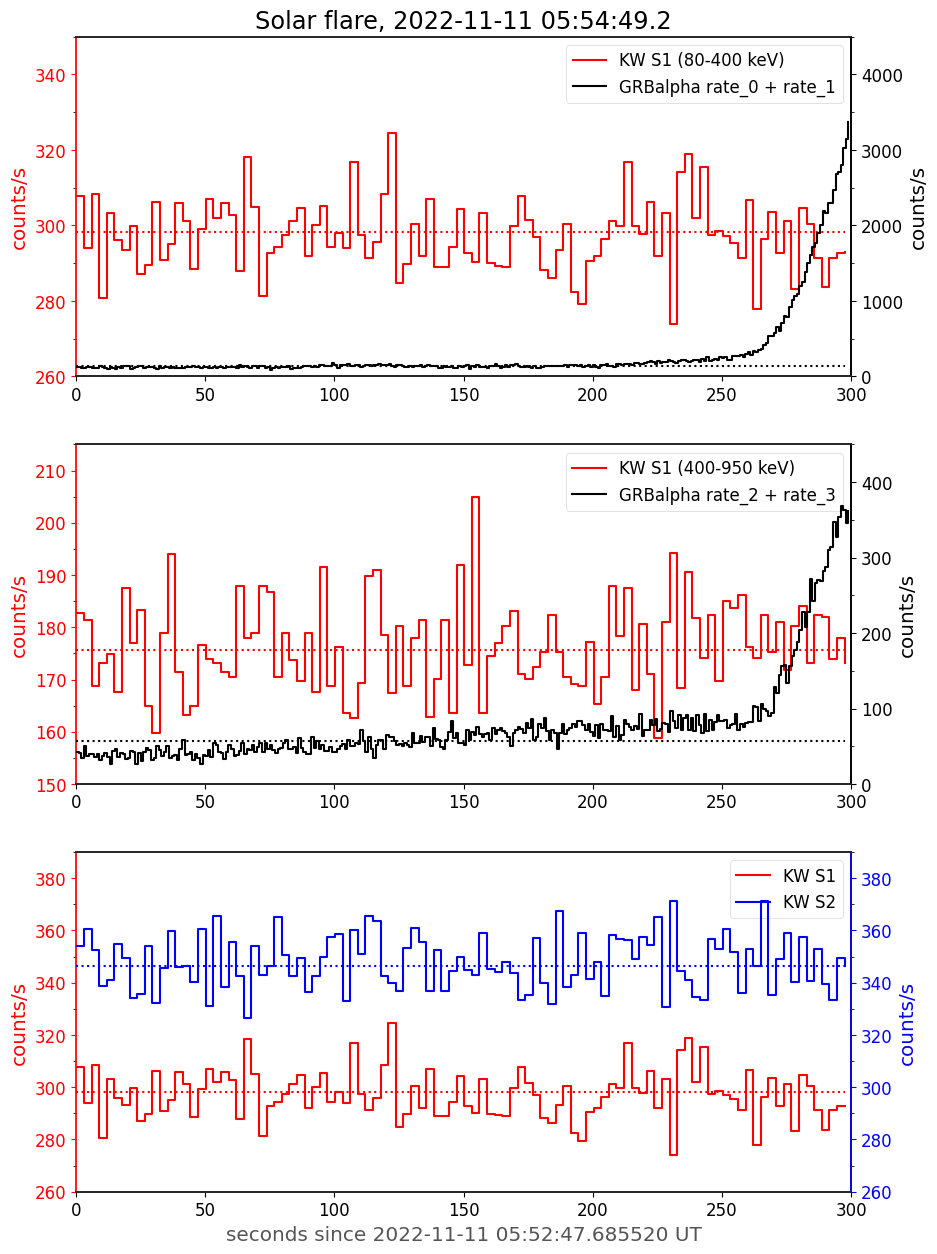 Solar flare, 2022-11-11 05:54:49.2
KW S1 (80-400 keV)
GRBalpha rate_0 + rate_1
counts/s
340
320
300
280
260
counts/s
4000
3000
2000
1000
0
0 50 100 150 200 250 300
KW S1 (400-950 keV)
GRBalpha rate_2 + rate_3
counts/s
210
200
190
180
170
160
150
counts/s
400
300
200
100
0
0 50 100 150 200 250 300
KW S1
KW S2
counts/s
380
360
340
320
300
280
260
counts/s
380
360
340
320
300
280
260
0 50 100 150 200 250 300
seconds since 2022-11-11 05:52:47.685520 UT